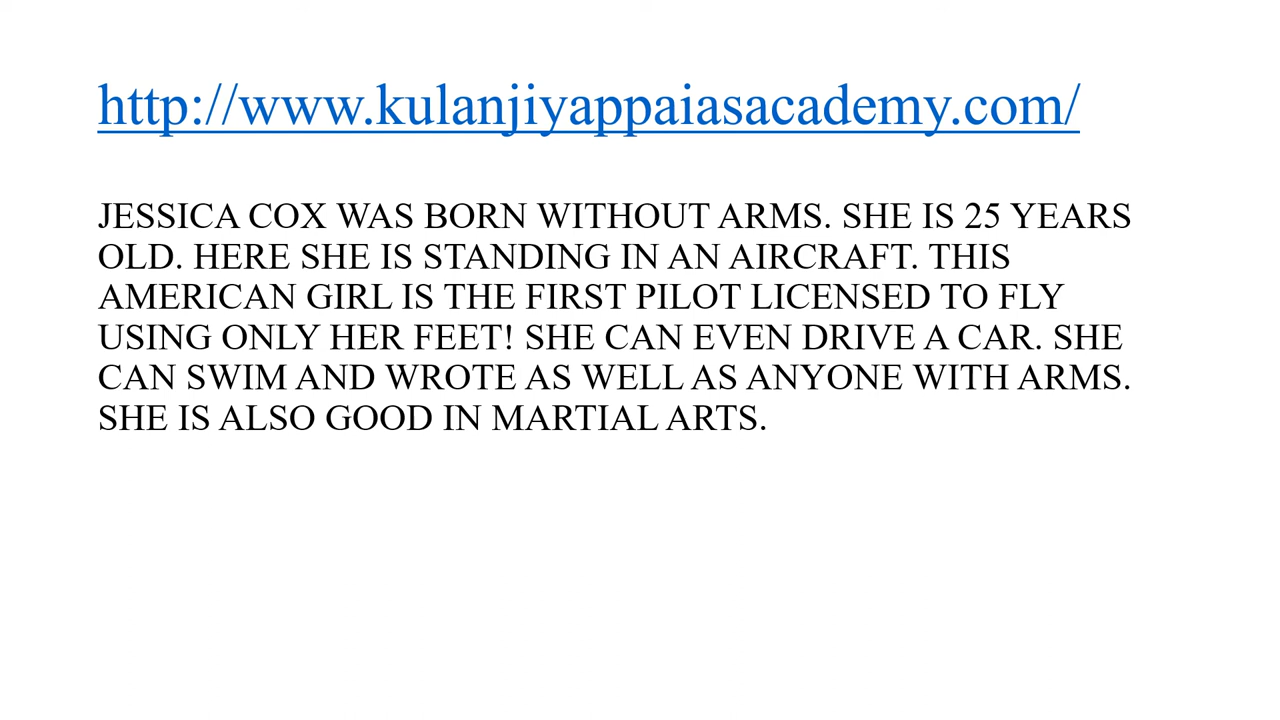 http://www.kulanjiyappaiasacademy.com/
JESSICA COX WAS BORN WITHOUT ARMS. SHE IS 25 YEARS
OLD. HERE SHE IS STANDING IN AN AIRCRAFT. THIS
AMERICAN GIRL IS THE FIRST PILOT LICENSED TO FLY
USING ONLY HER FEET! SHE CAN EVEN DRIVE A CAR. SHE
CAN SWIM AND WROTE AS WELL AS ANYONE WITH ARMS.
SHE IS ALSO GOOD IN MARTIAL ARTS.